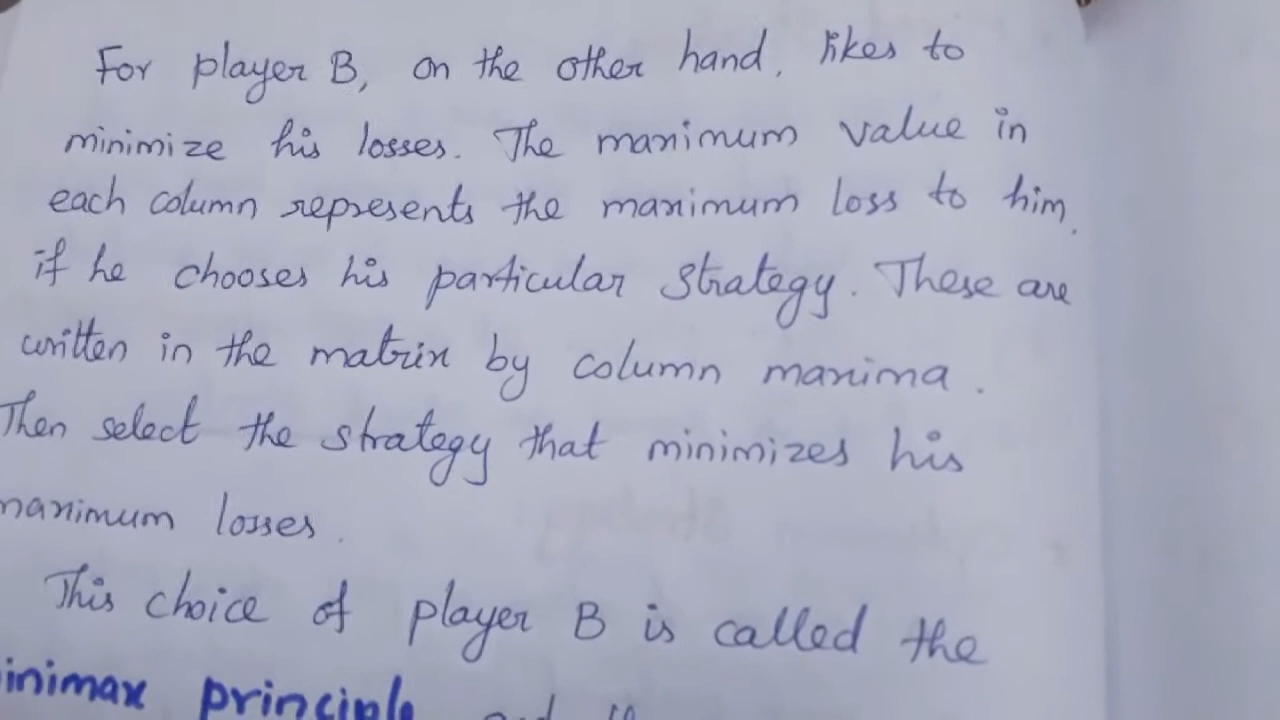 For player B, on the other hand, likes to
minimize his losses. The maximum value in
each column represents the maximum loss to him,
if he chooses his particular strategy. These are
written in the matrix by column maxima.
Then select the strategy that minimizes his
maximum losses.
This choice of player B is called the
inimax principle and